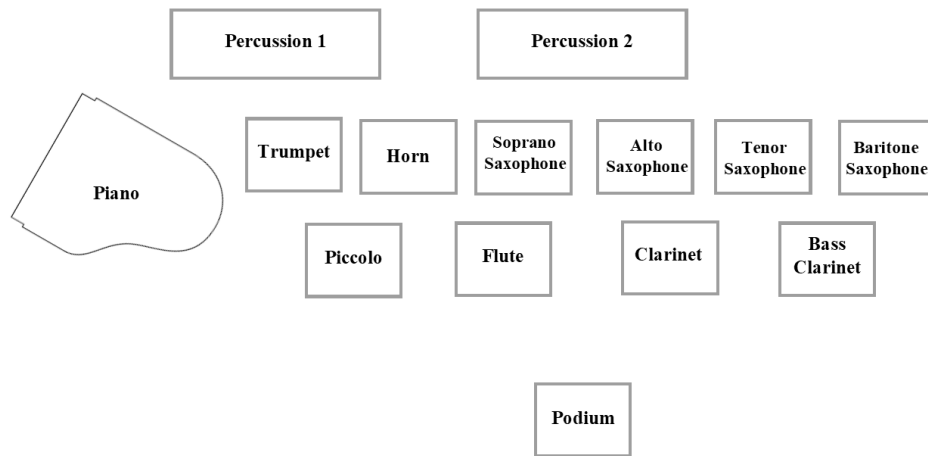 Percussion 1
Percussion 2
Trumpet
Horn
Soprano
Saxophone
Alto
Saxophone
Tenor
Saxophone
Baritone
Saxophone
Piano
Piccolo
Flute
Clarinet
Bass
Clarinet
Podium